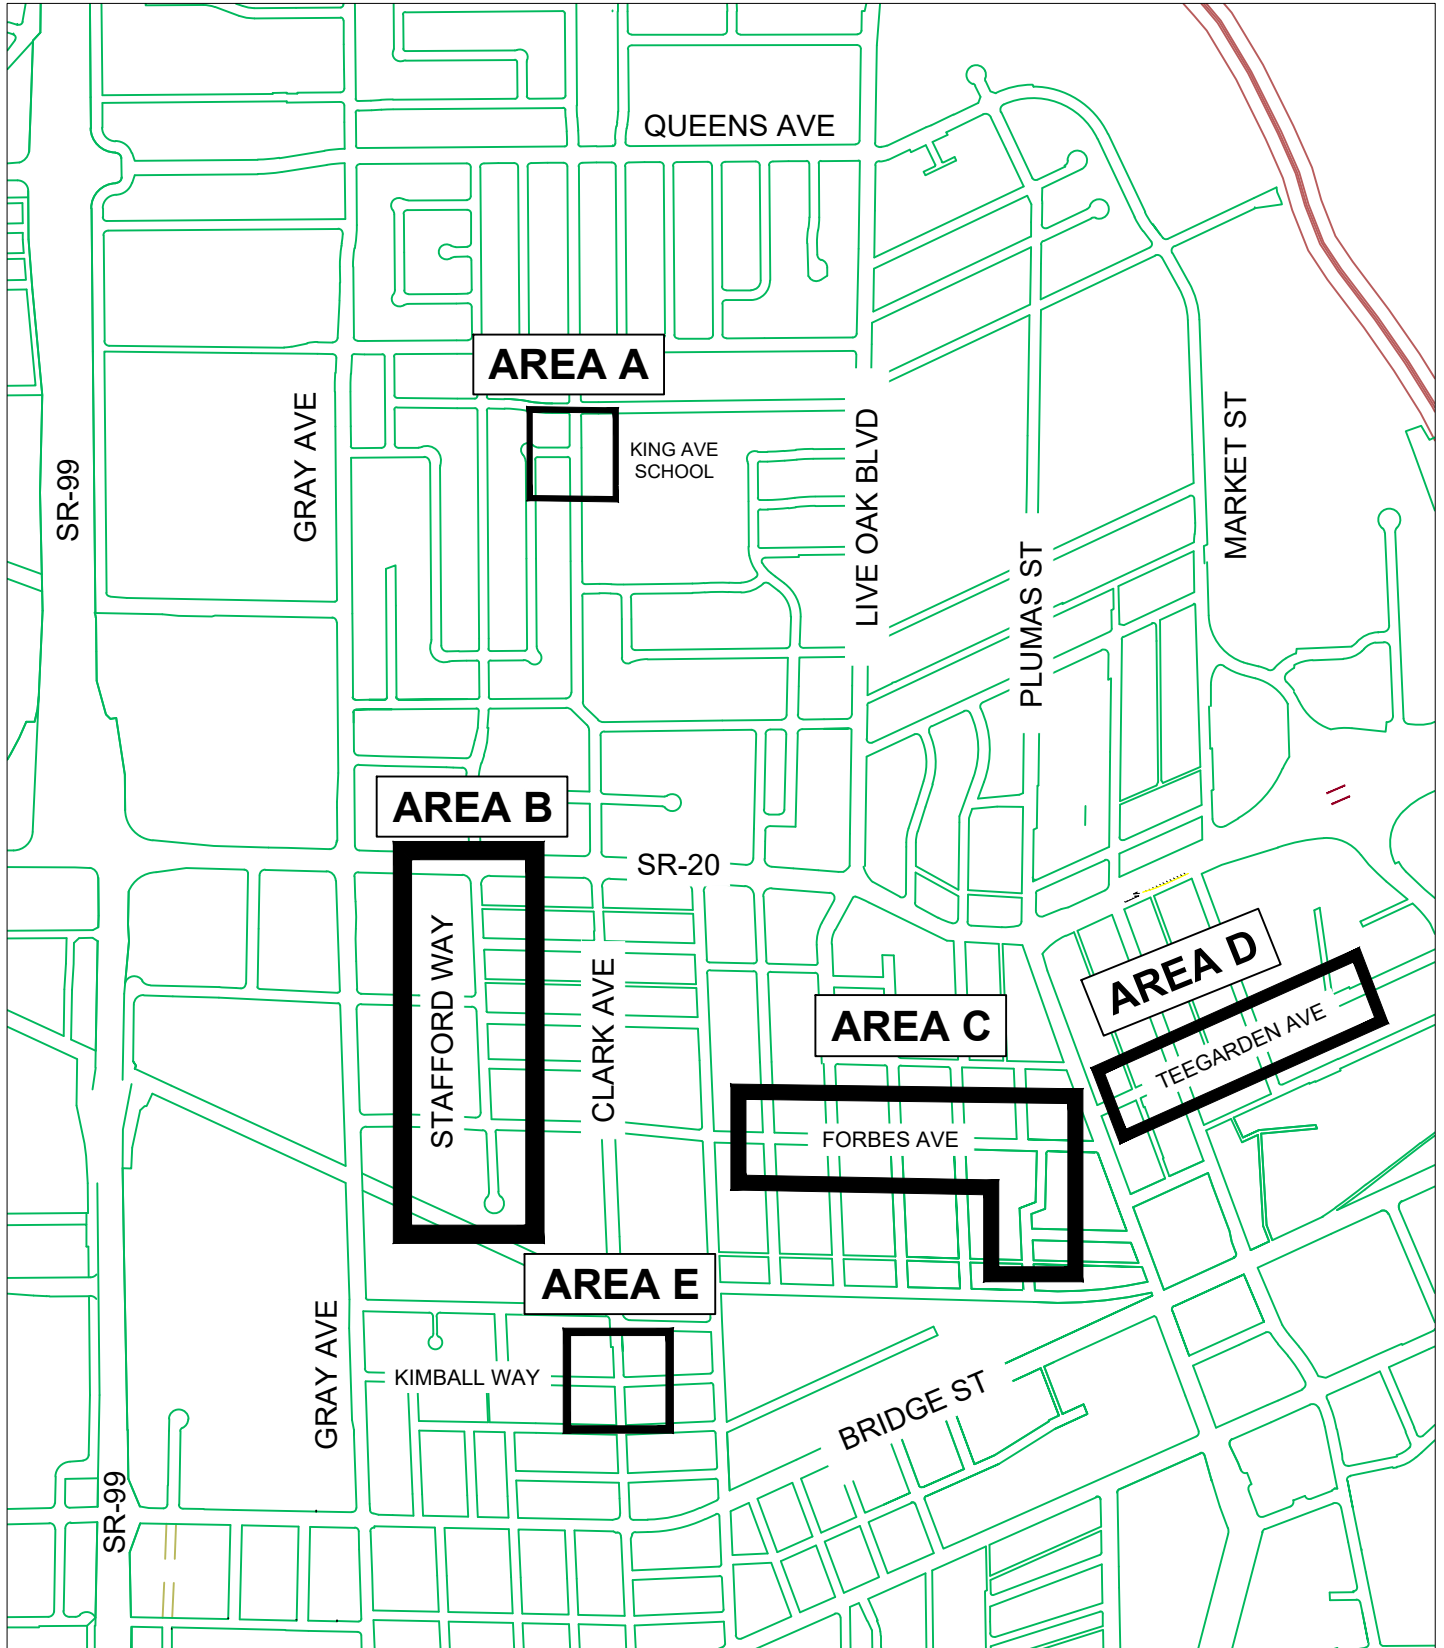 QUEENS AVE
AREA A
GRAY AVE
KING AVE
SCHOOL
SR-99
LIVE OAK BLVD
MARKET ST
PLUMAS ST
AREA B
SR-20
STAFFORD WAY
CLARK AVE
AREA D
TEEGARDEN AVE
AREA C
FORBES AVE
AREA E
GRAY AVE
KIMBALL WAY
BRIDGE ST
SR-99